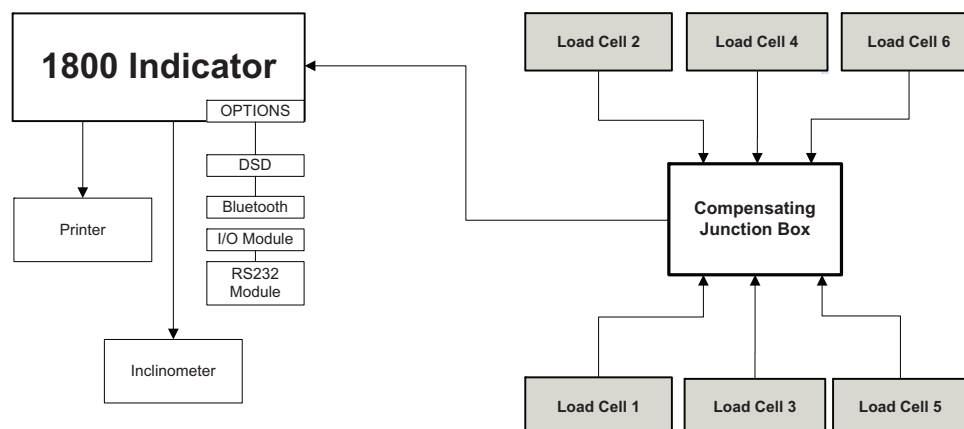 1800 Indicator
OPTIONS
DSD
Bluetooth
I/O Module
RS232
Module
Printer
Inclinometer
Load Cell 2
Load Cell 4
Load Cell 6
Compensating
Junction Box
Load Cell 1
Load Cell 3
Load Cell 5